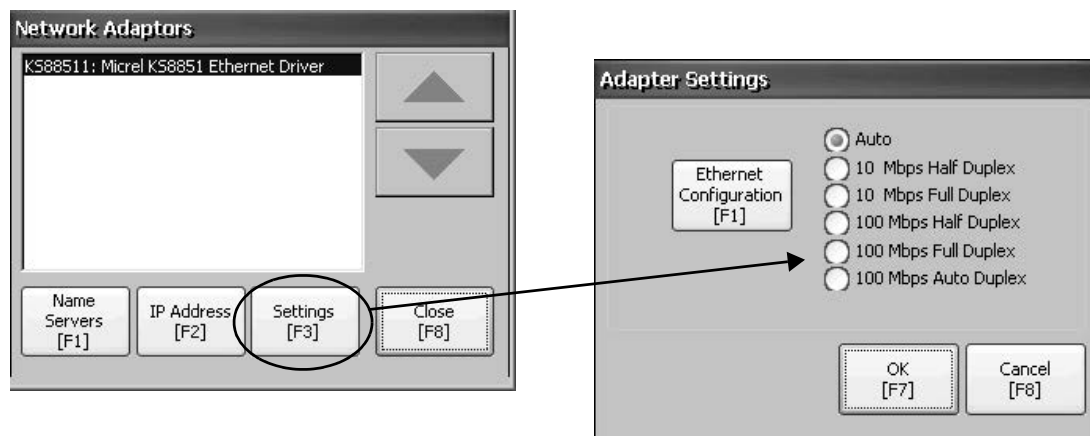 Network Adaptors
KS88511: Micrel KS8851 Ethernet Driver
Name
Servers
[F1]
IP Address
[F2]
Settings
[F3]
Close
[F8]
Adapter Settings
Ethernet
Configuration
[F1]
Auto
10 Mbps Half Duplex
10 Mbps Full Duplex
100 Mbps Half Duplex
100 Mbps Full Duplex
100 Mbps Auto Duplex
OK
[F7]
Cancel
[F8]